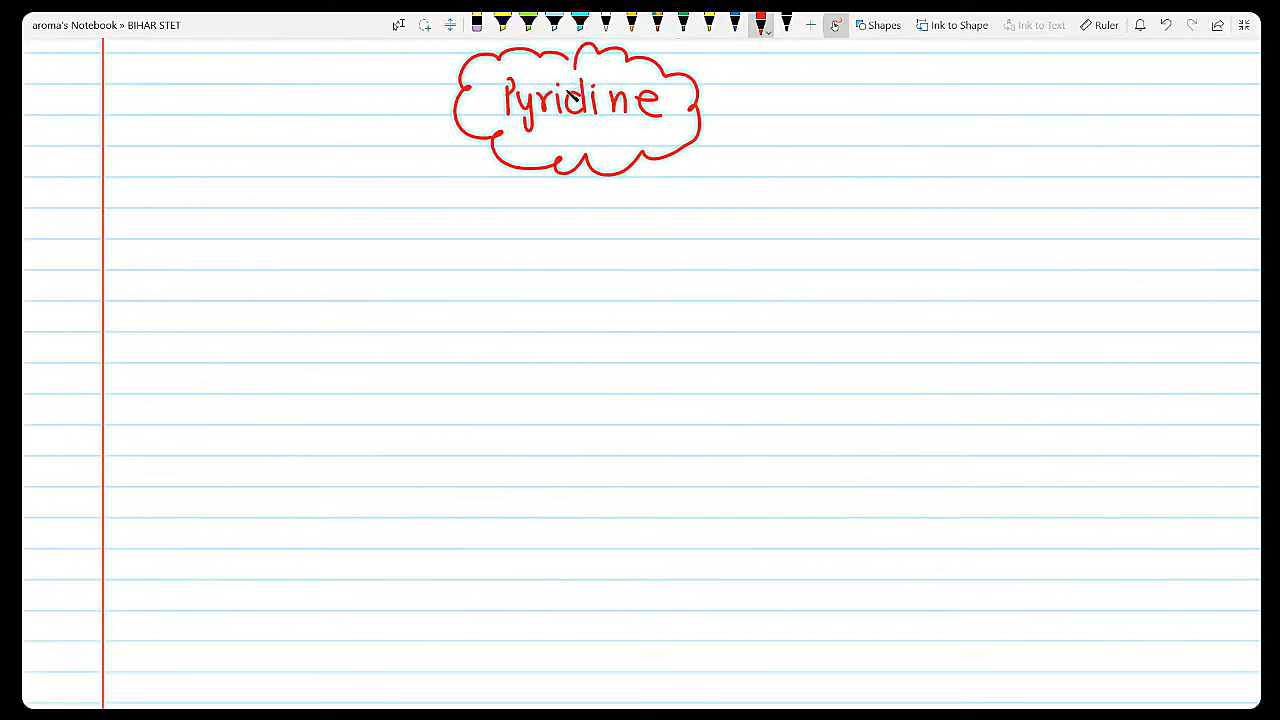 aroma's Notebook » BIHAR STET
Shapes
Ink to Shape
Ink to Text
Ruler
Pyridine